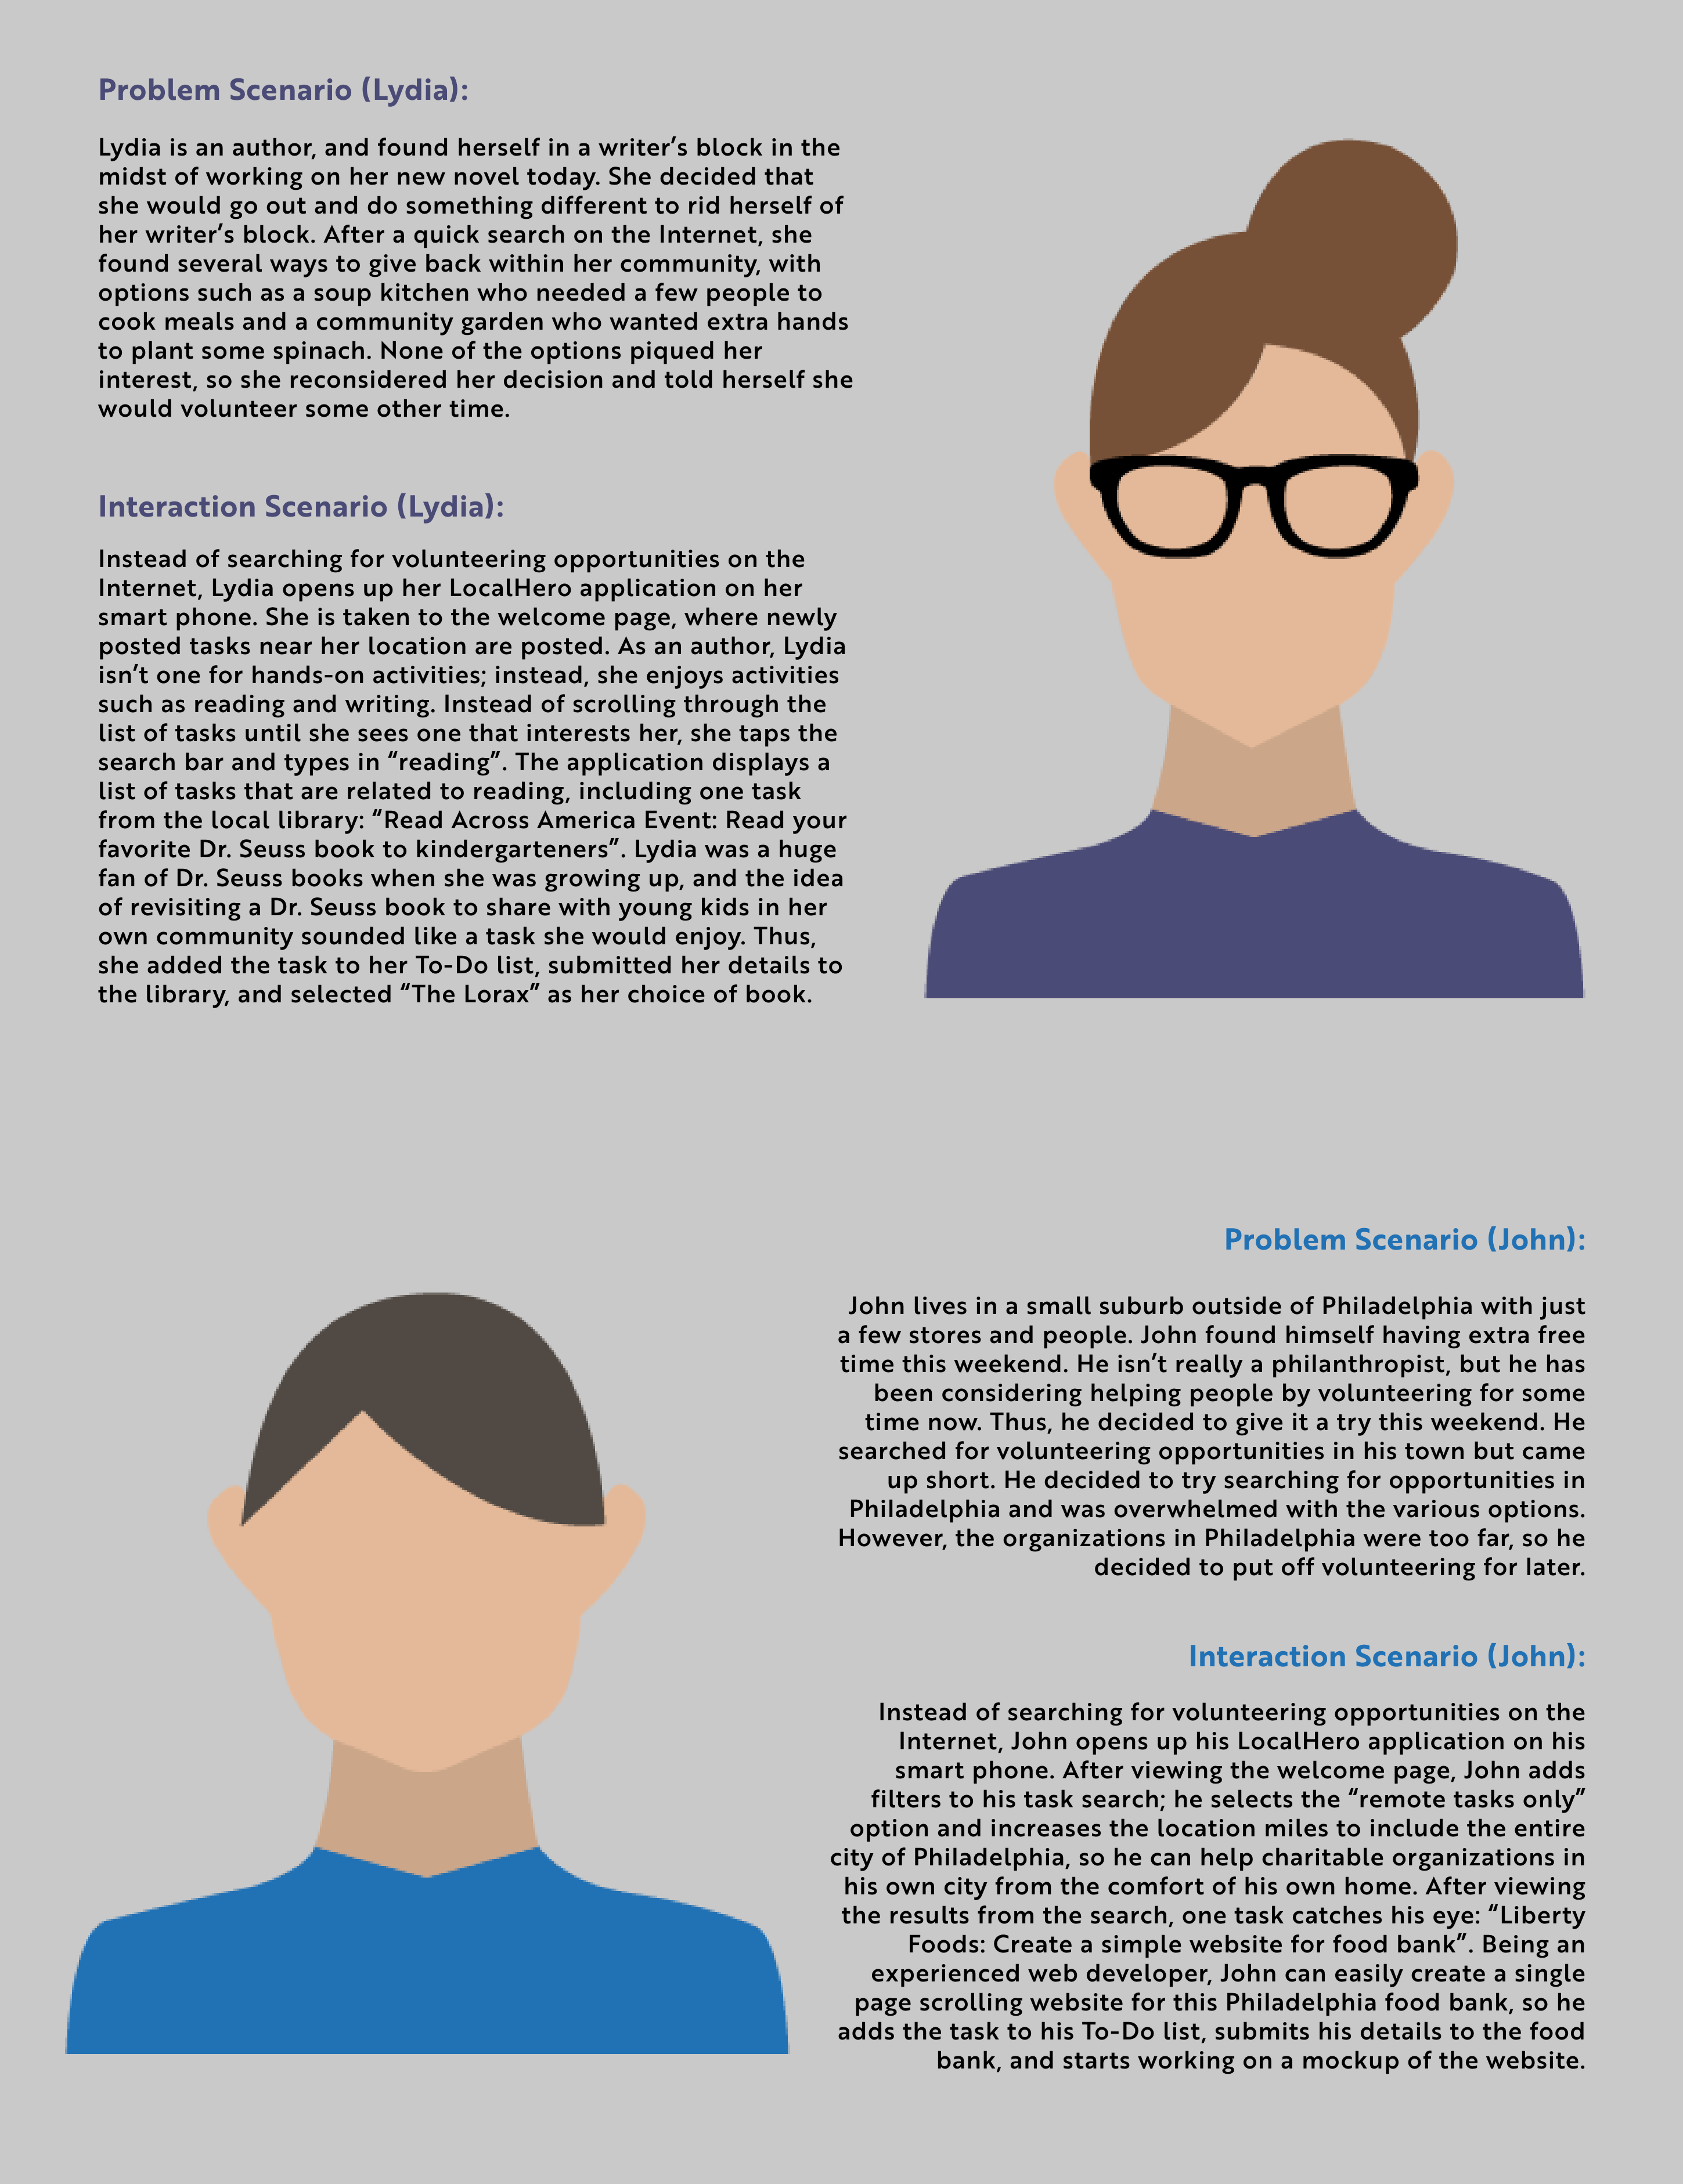 Problem Scenario (Lydia):
Lydia is an author, and found herself in a writer’s block in the
midst of working on her new novel today. She decided that
she would go out and do something different to rid herself of
her writer’s block. After a quick search on the Internet, she
found several ways to give back within her community, with
options such as a soup kitchen who needed a few people to
cook meals and a community garden who wanted extra hands
to plant some spinach. None of the options piqued her
interest, so she reconsidered her decision and told herself she
would volunteer some other time.
Interaction Scenario (Lydia):
Instead of searching for volunteering opportunities on the
Internet, Lydia opens up her LocalHero application on her
smart phone. She is taken to the welcome page, where newly
posted tasks near her location are posted. As an author, Lydia
isn’t one for hands-on activities; instead, she enjoys activities
such as reading and writing. Instead of scrolling through the
list of tasks until she sees one that interests her, she taps the
search bar and types in “reading”. The application displays a
list of tasks that are related to reading, including one task
from the local library: “Read Across America Event: Read your
favorite Dr. Seuss book to kindergarteners”. Lydia was a huge
fan of Dr. Seuss books when she was growing up, and the idea
of revisiting a Dr. Seuss book to share with young kids in her
own community sounded like a task she would enjoy. Thus,
she added the task to her To-Do list, submitted her details to
the library, and selected “The Lorax” as her choice of book.
Problem Scenario (John):
John lives in a small suburb outside of Philadelphia with just
a few stores and people. John found himself having extra free
time this weekend. He isn’t really a philanthropist, but he has
been considering helping people by volunteering for some
time now. Thus, he decided to give it a try this weekend. He
searched for volunteering opportunities in his town but came
up short. He decided to try searching for opportunities in
Philadelphia and was overwhelmed with the various options.
However, the organizations in Philadelphia were too far, so he
decided to put off volunteering for later.
Interaction Scenario (John):
Instead of searching for volunteering opportunities on the
Internet, John opens up his LocalHero application on his
smart phone. After viewing the welcome page, John adds
filters to his task search; he selects the “remote tasks only”
option and increases the location miles to include the entire
city of Philadelphia, so he can help charitable organizations in
his own city from the comfort of his own home. After viewing
the results from the search, one task catches his eye: “Liberty
Foods: Create a simple website for food bank”. Being an
experienced web developer, John can easily create a single
page scrolling website for this Philadelphia food bank, so he
adds the task to his To-Do list, submits his details to the food
bank, and starts working on a mockup of the website.